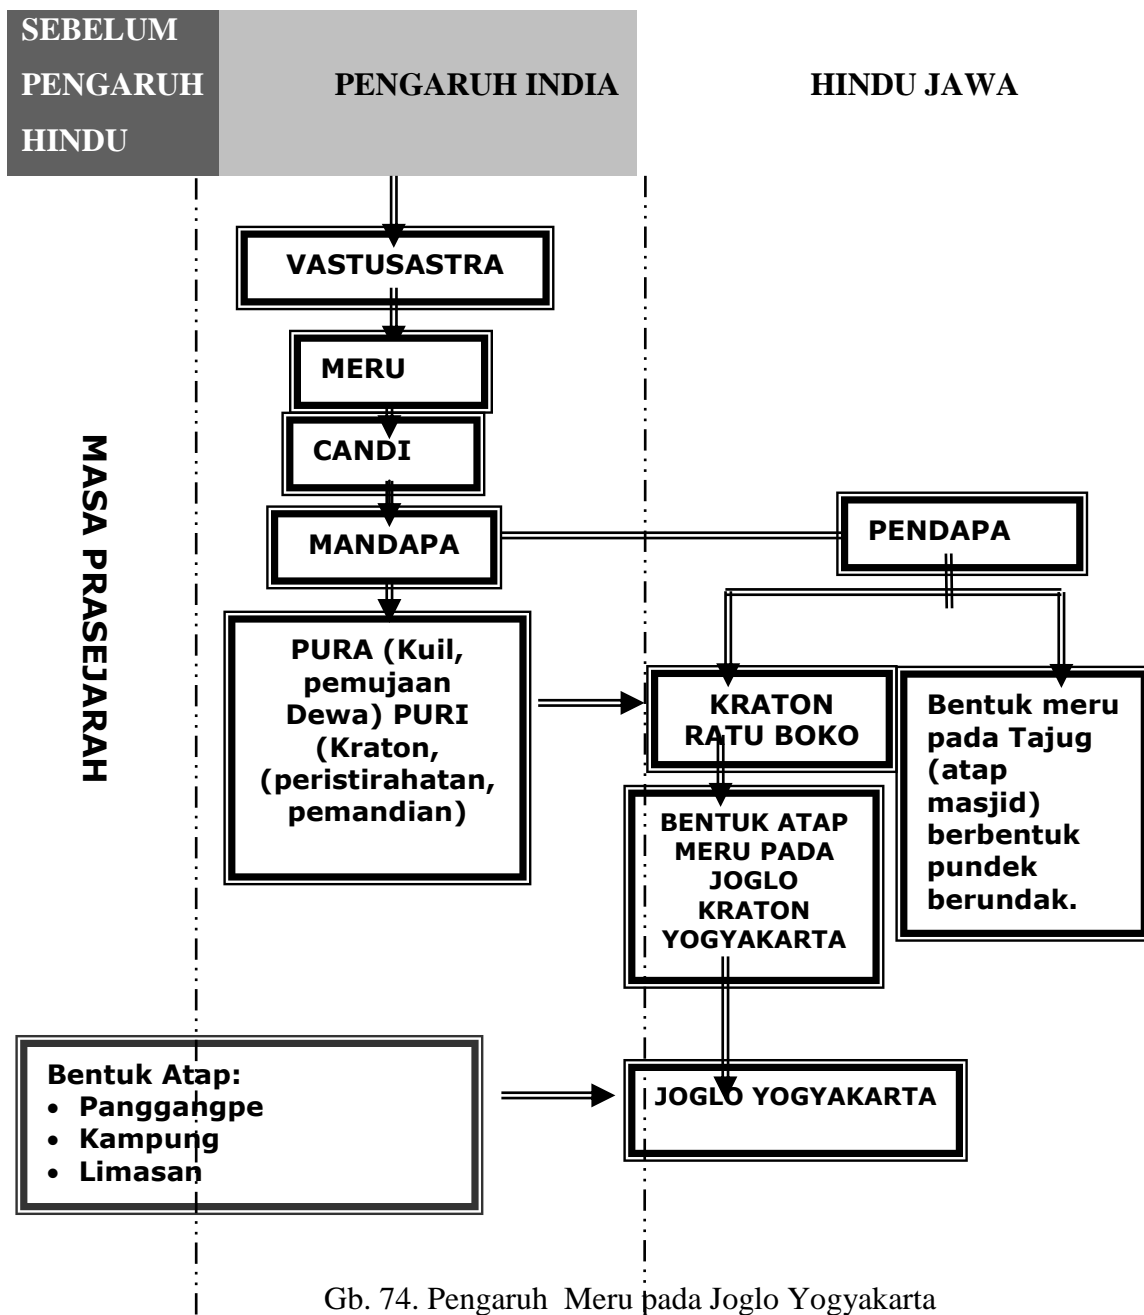 SEBELUM
PENGARUH
HINDU
PENGARUH INDIA
HINDU JAWA
MASA PRASEJARAH
VASTUSASTRA
MERU
CANDI
MANDAPA
PENDAPA
PURA (Kuil,
pemujaan
Dewa) PURI
(Kraton,
(peristirahatan,
pemandian)
KRATON
RATU BOKO
Bentuk meru
pada Tajug
(atap
masjid)
berbentuk
pundek
berundak.
BENTUK ATAP
MERU PADA
JOGLO
KRATON
YOGYAKARTA
Bentuk Atap:
• Panggangpe
• Kampung
• Limasan
JOGLO YOGYAKARTA
Gb. 74. Pengaruh Meru pada Joglo Yogyakarta